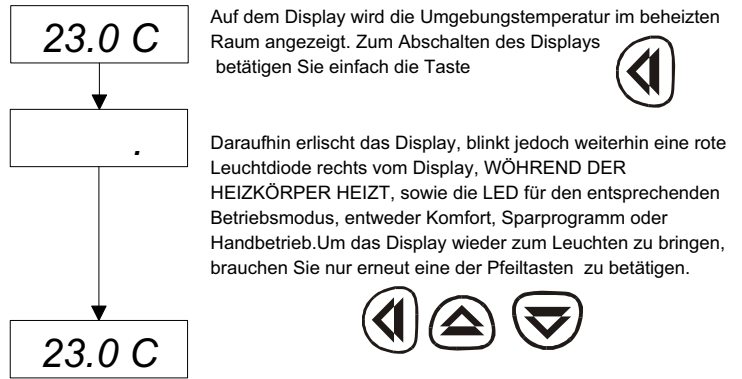 23.0 C
Auf dem Display wird die Umgebungstemperatur im beheizten
Raum angezeigt. Zum Abschalten des Displays
betätigen Sie einfach die Taste
.
Daraufhin erlischt das Display, blinkt jedoch weiterhin eine rote
Leuchtdiode rechts vom Display, WÖHREND DER
HEIZKÖRPER HEIZT, sowie die LED für den entsprechenden
Betriebsmodus, entweder Komfort, Sparprogramm oder
Handbetrieb.Um das Display wieder zum Leuchten zu bringen,
brauchen Sie nur erneut eine der Pfeiltasten zu betätigen.
23.0 C